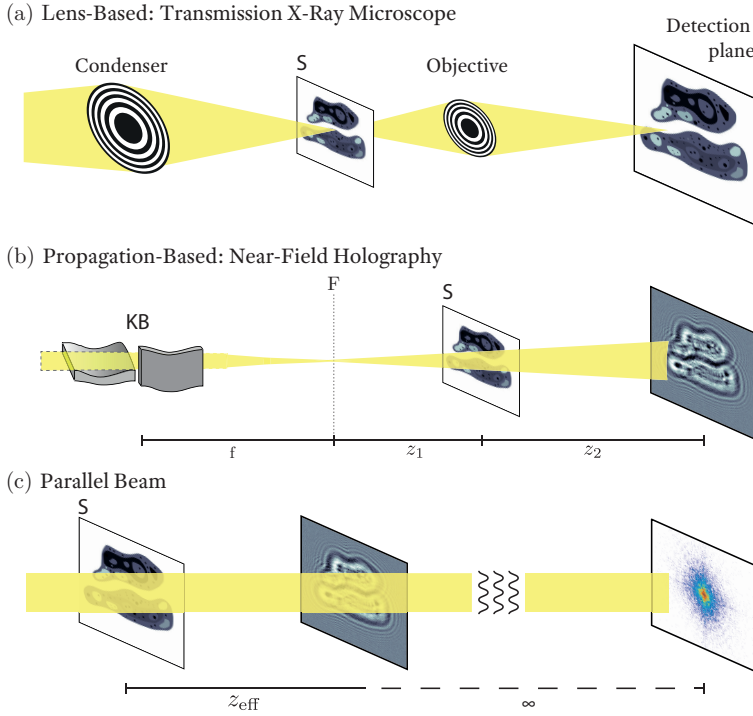 (a) Lens-Based: Transmission X-Ray Microscope
Detection
plane
Condenser
S
Objective
(b) Propagation-Based: Near-Field Holography
F
S
KB
f
z1
z2
(c) Parallel Beam
S
zeff
∞